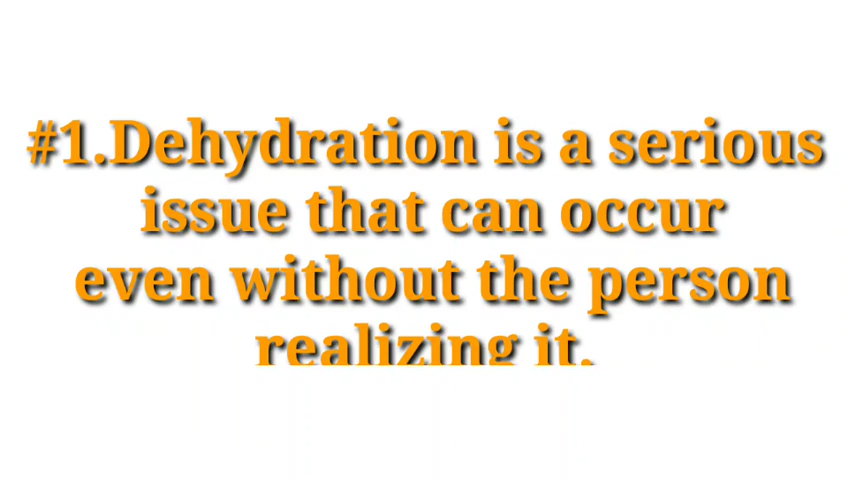 #1.Dehydration is a serious
issue that can occur
even without the person
realizing it.